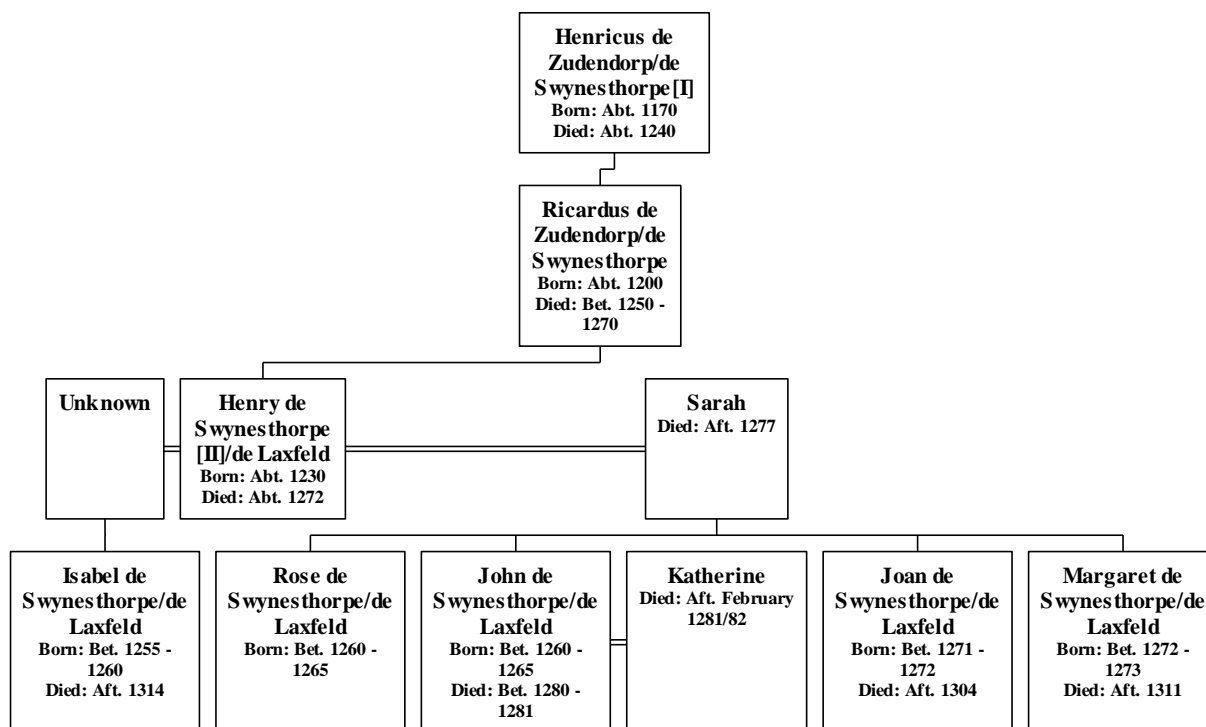 Henricus de
Zudendorp/de
Swynesthorpe[I]
Born: Abt. 1170
Died: Abt. 1240
Ricardus de
Zudendorp/de
Swynesthorpe
Born: Abt. 1200
Died: Bet. 1250 -
1270
Unknown
Henry de
Swynesthorpe
[II]/de Laxfeld
Born: Abt. 1230
Died: Abt. 1272
Sarah
Died: Aft. 1277
Isabel de
Swynesthorpe/de
Laxfeld
Born: Bet. 1255 -
1260
Died: Aft. 1314
Rose de
Swynesthorpe/de
Laxfeld
Born: Bet. 1260 -
1265
John de
Swynesthorpe/de
Laxfeld
Born: Bet. 1260 -
1265
Died: Bet. 1280 -
1281
Katherine
Died: Aft. February
1281/82
Joan de
Swynesthorpe/de
Laxfeld
Born: Bet. 1271 -
1272
Died: Aft. 1304
Margaret de
Swynesthorpe/de
Laxfeld
Born: Bet. 1272 -
1273
Died: Aft. 1311